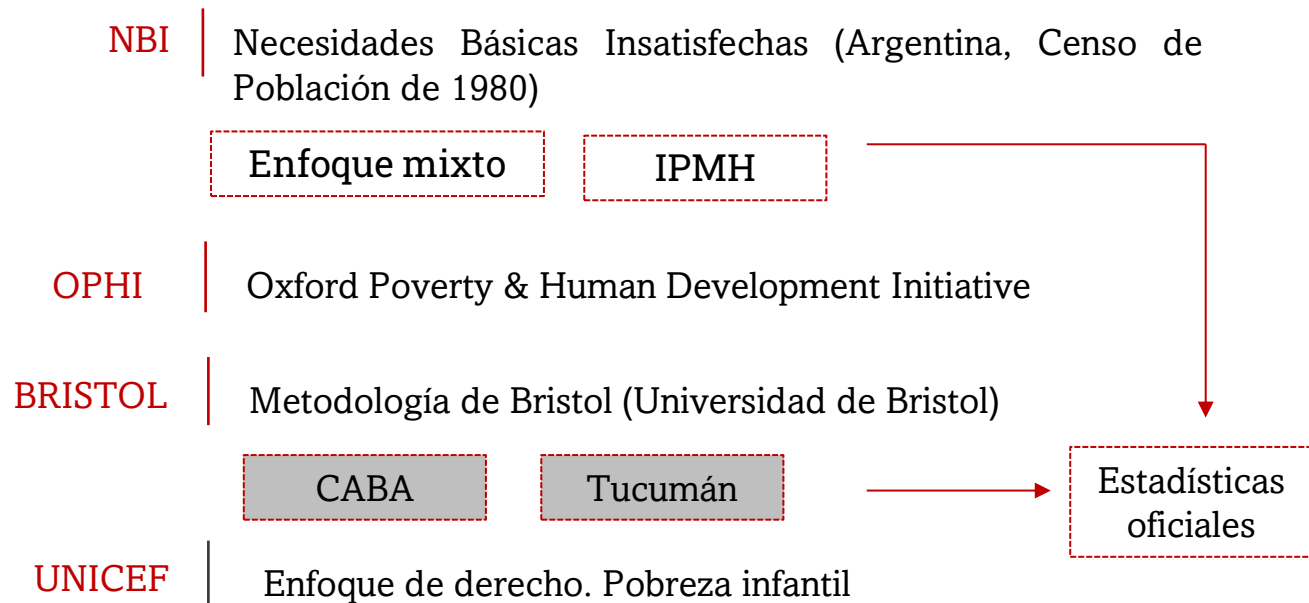 NBI
Necesidades Básicas Insatisfechas (Argentina, Censo de
Población de 1980)
Enfoque mixto
IPMH
OPHI
Oxford Poverty & Human Development Initiative
BRISTOL
Metodología de Bristol (Universidad de Bristol)
CABA
Tucumán
Estadísticas
oficiales
UNICEF
Enfoque de derecho. Pobreza infantil